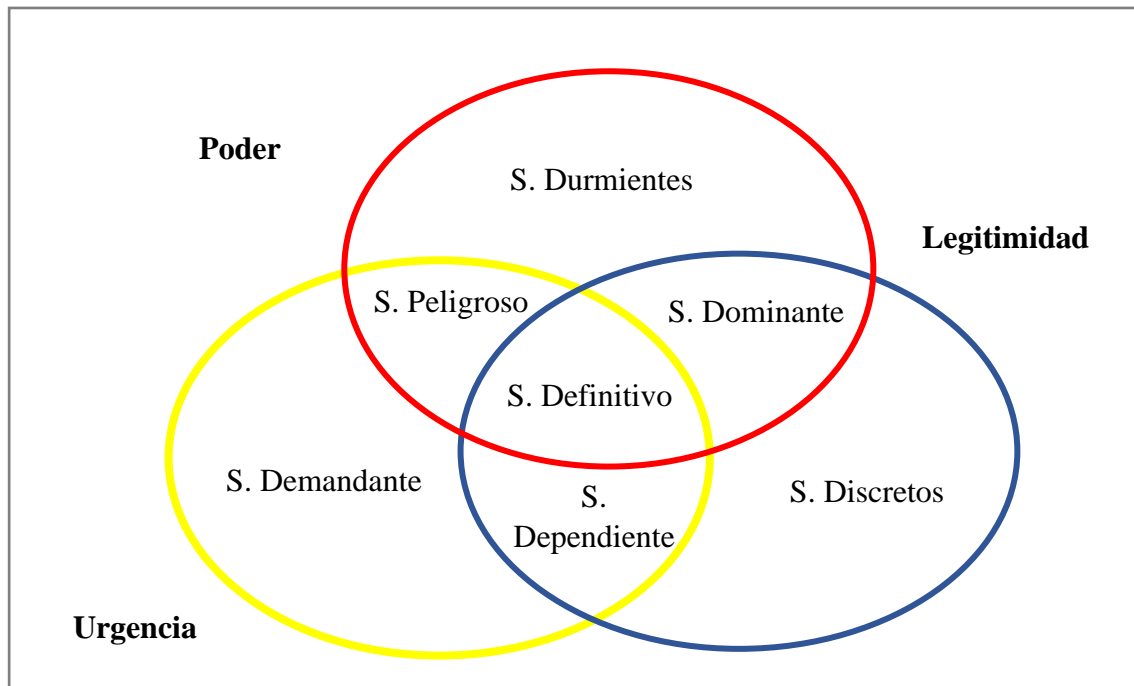 Poder
S. Durmientes
Legitimidad
S. Peligroso
S. Dominante
S. Definitivo
S. Demandante
S.
Dependiente
S. Discretos
Urgencia